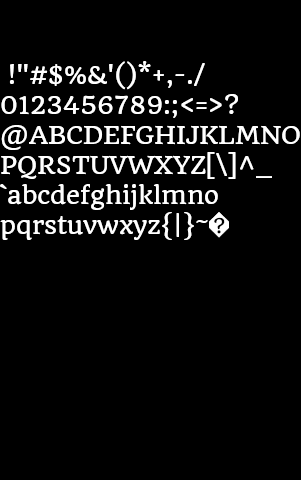 !"#$%&'()*+,-./
0123456789:;<=>?
@ABCDEFGHIJKLMNO
PQRSTUVWXYZ[\]^_
`abcdefghijklmno
pqrstuvwxyz{|}~�